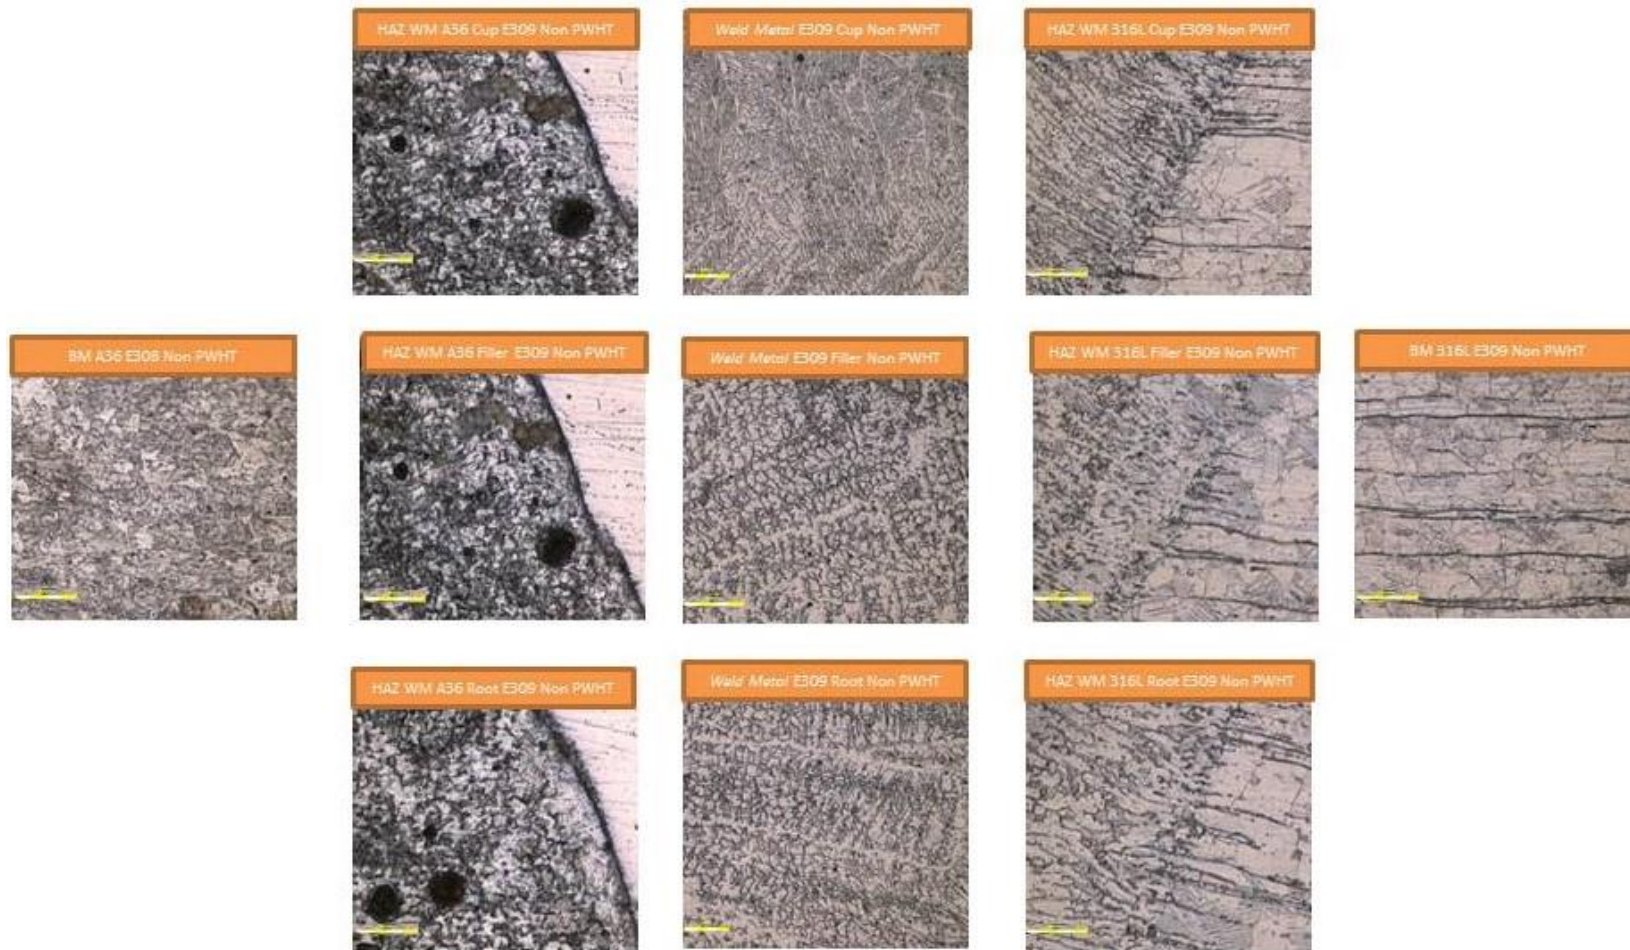 HAZ WM A36 Cup E309 Non PWHT
Weld Metal E309 Cup Non PWHT
HAZ WM 316L Cup E309 Non PWHT
BM A36 E308 Non PWHT
HAZ WM A36 Filler E309 Non PWHT
Weld Metal E309 Filler Non PWHT
HAZ WM 316L Filler E309 Non PWHT
BM 316L E309 Non PWHT
HAZ WM A36 Root E309 Non PWHT
Weld Metal E309 Root Non PWHT
HAZ WM 316L Root E309 Non PWHT